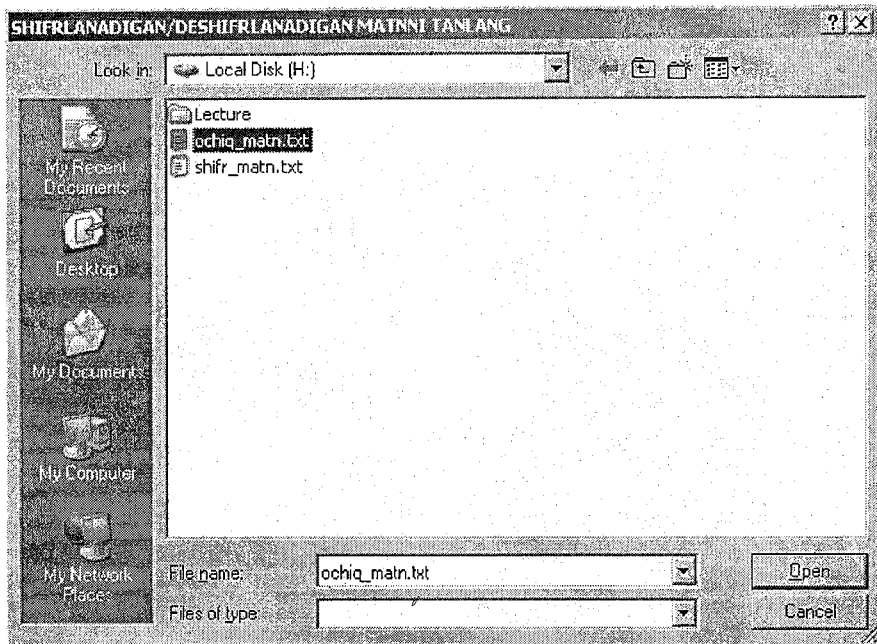 SHIFRLANADIGAN/DESHIFRLANADIGAN MATNNI TANLANG
Look in: Local Disk (H:)
Lecture
ochiq_matn.txt
shifr_matn.txt
My Recent
Documents
Desktop
My Documents
My Computer
My Network
Places
File name: ochiq_matn.txt Open
Files of type: Cancel